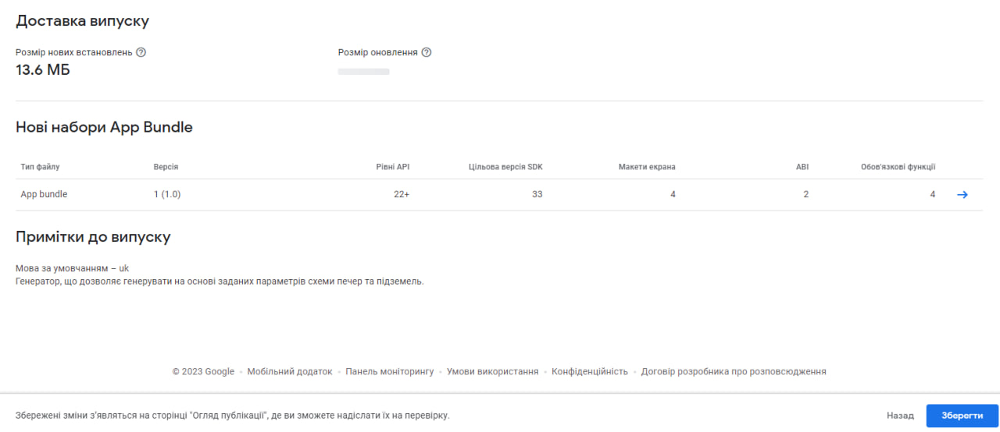 Доставка випуску
Розмір нових встановлень
Розмір оновлення
13.6 МБ
Нові набори App Bundle
Тип файлу Версія Рівні API Цільова версія SDK Макети екрана ABI Обов'язкові функції
App bundle 1 (1.0) 22+ 33 4 2 4
Примітки до випуску
Мова за умовчанням – uk
Генератор, що дозволяє генерувати на основі заданих параметрів схеми печер та підземель.
© 2023 Google · Мобільний додаток · Панель моніторингу · Умови використання · Конфіденційність · Договір розробника про розповсюдження
Збережені зміни з'являться на сторінці "Огляд публікації", де ви зможете надіслати їх на перевірку. Назад Зберегти